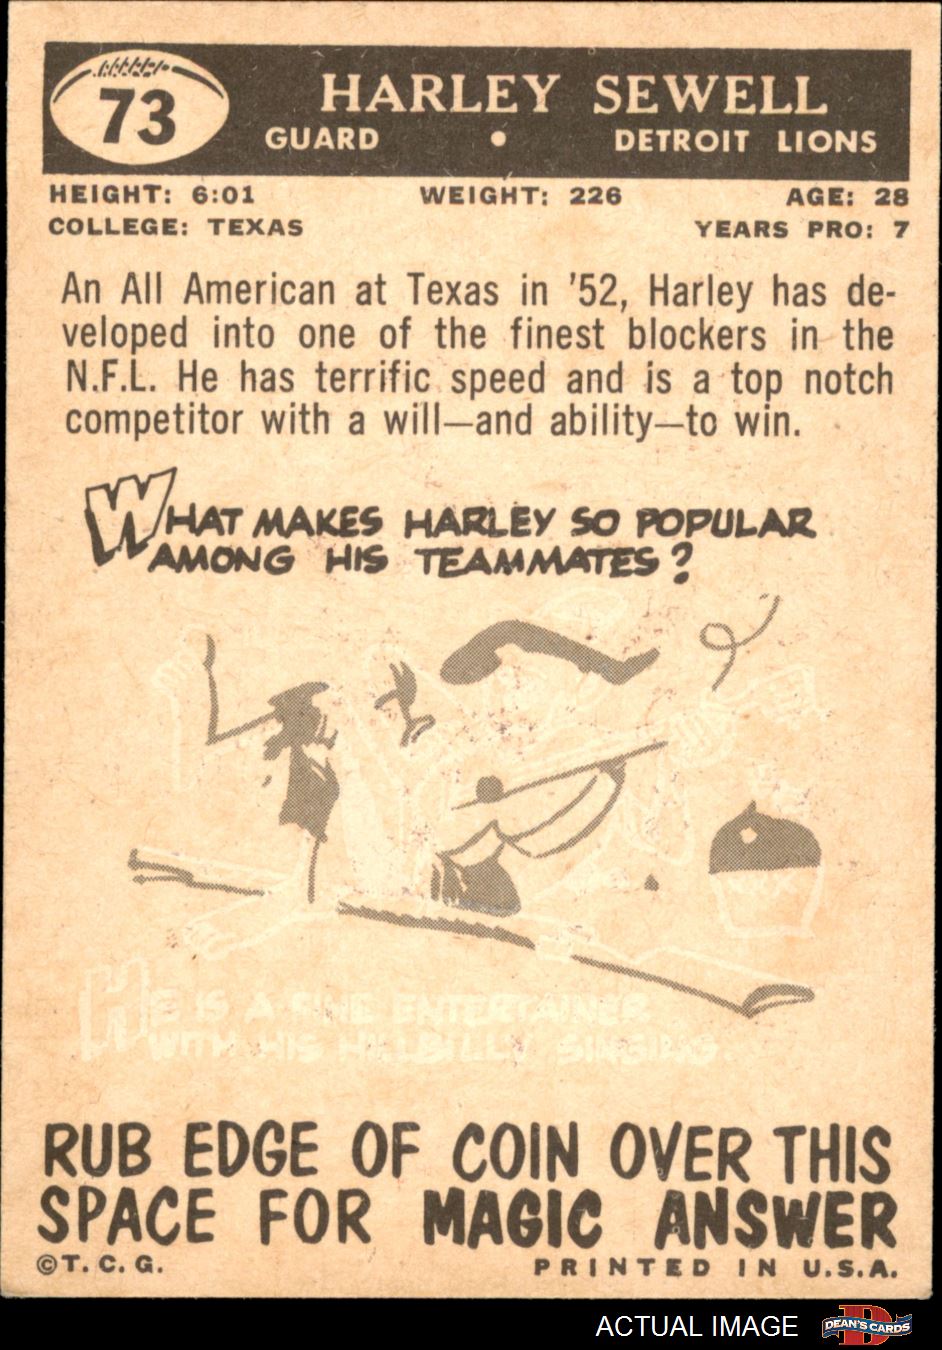 73
HARLEY SEWELL
GUARD • DETROIT LIONS
HEIGHT: 6:01 WEIGHT: 226 AGE: 28
COLLEGE: TEXAS YEARS PRO: 7
An All American at Texas in '52, Harley has de-
veloped into one of the finest blockers in the
N.F.L. He has terrific speed and is a top notch
competitor with a will—and ability—to win.
WHAT MAKES HARLEY SO POPULAR
AMONG HIS TEAMMATES?
HE IS A FINE ENTERTAINER
WITH HIS HILLBILLY SINGING.
RUB EDGE OF COIN OVER THIS
SPACE FOR MAGIC ANSWER
©T.C.G. PRINTED IN U.S.A.
ACTUAL IMAGE DEAN'S CARDS